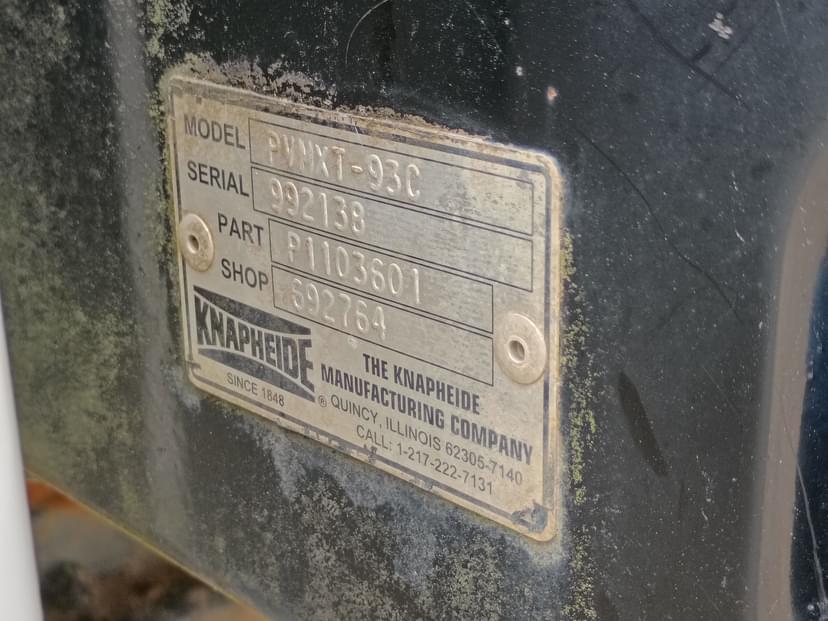 MODEL PVMXT-93C
SERIAL 992138
PART P1103601
SHOP 692764
KNAPHEIDE
SINCE 1848
®
THE KNAPHEIDE
MANUFACTURING COMPANY
QUINCY, ILLINOIS 62305-7140
CALL: 1-217-222-7131